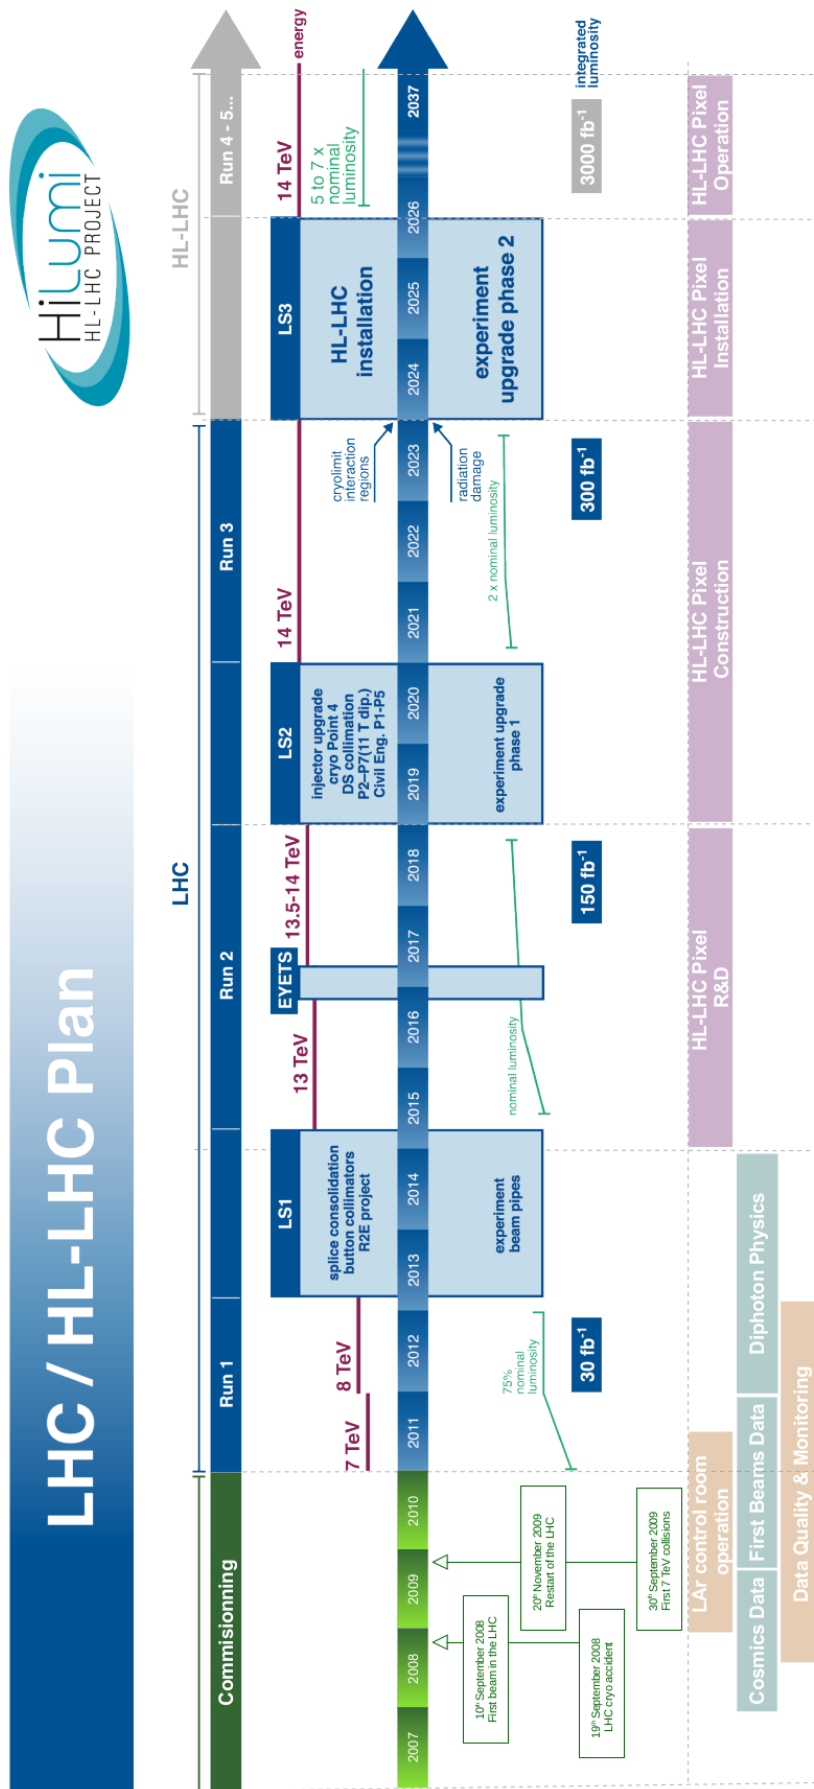 LHC / HL-LHC Plan
HiLumi
HL-LHC PROJECT
LHC
HL-LHC
Commisionning
Run 1
Run 2
Run 3
Run 4 - 5...
LS1
EYETS
LS2
LS3
7 TeV
8 TeV
13 TeV
13.5-14 TeV
14 TeV
14 TeV
energy
splice consolidation
button collimators
R2E project
injector upgrade
cryo Point 4
DS collimation
P2-P7(11 T dip.)
Civil Eng. P1-P5
cryolimit
interaction
regions
HL-LHC
installation
5 to 7 x
nominal
luminosity
2007
2008
2009
2010
2011
2012
2013
2014
2015
2016
2017
2018
2019
2020
2021
2022
2023
2024
2025
2026
2037
10th September 2008
First beam in the LHC
20th November 2009
Restart of the LHC
19th September 2008
LHC cryo accident
30th September 2009
First 7 TeV collisions
75%
nominal
luminosity
experiment
beam pipes
nominal luminosity
experiment upgrade
phase 1
2 x nominal luminosity
radiation
damage
experiment
upgrade phase 2
30 fb-1
150 fb-1
300 fb-1
3000 fb-1
integrated
luminosity
LAr control room
operation
HL-LHC Pixel
R&D
HL-LHC Pixel
Construction
HL-LHC Pixel
Installation
HL-LHC Pixel
Operation
Cosmics Data
First Beams Data
Diphoton Physics
Data Quality & Monitoring